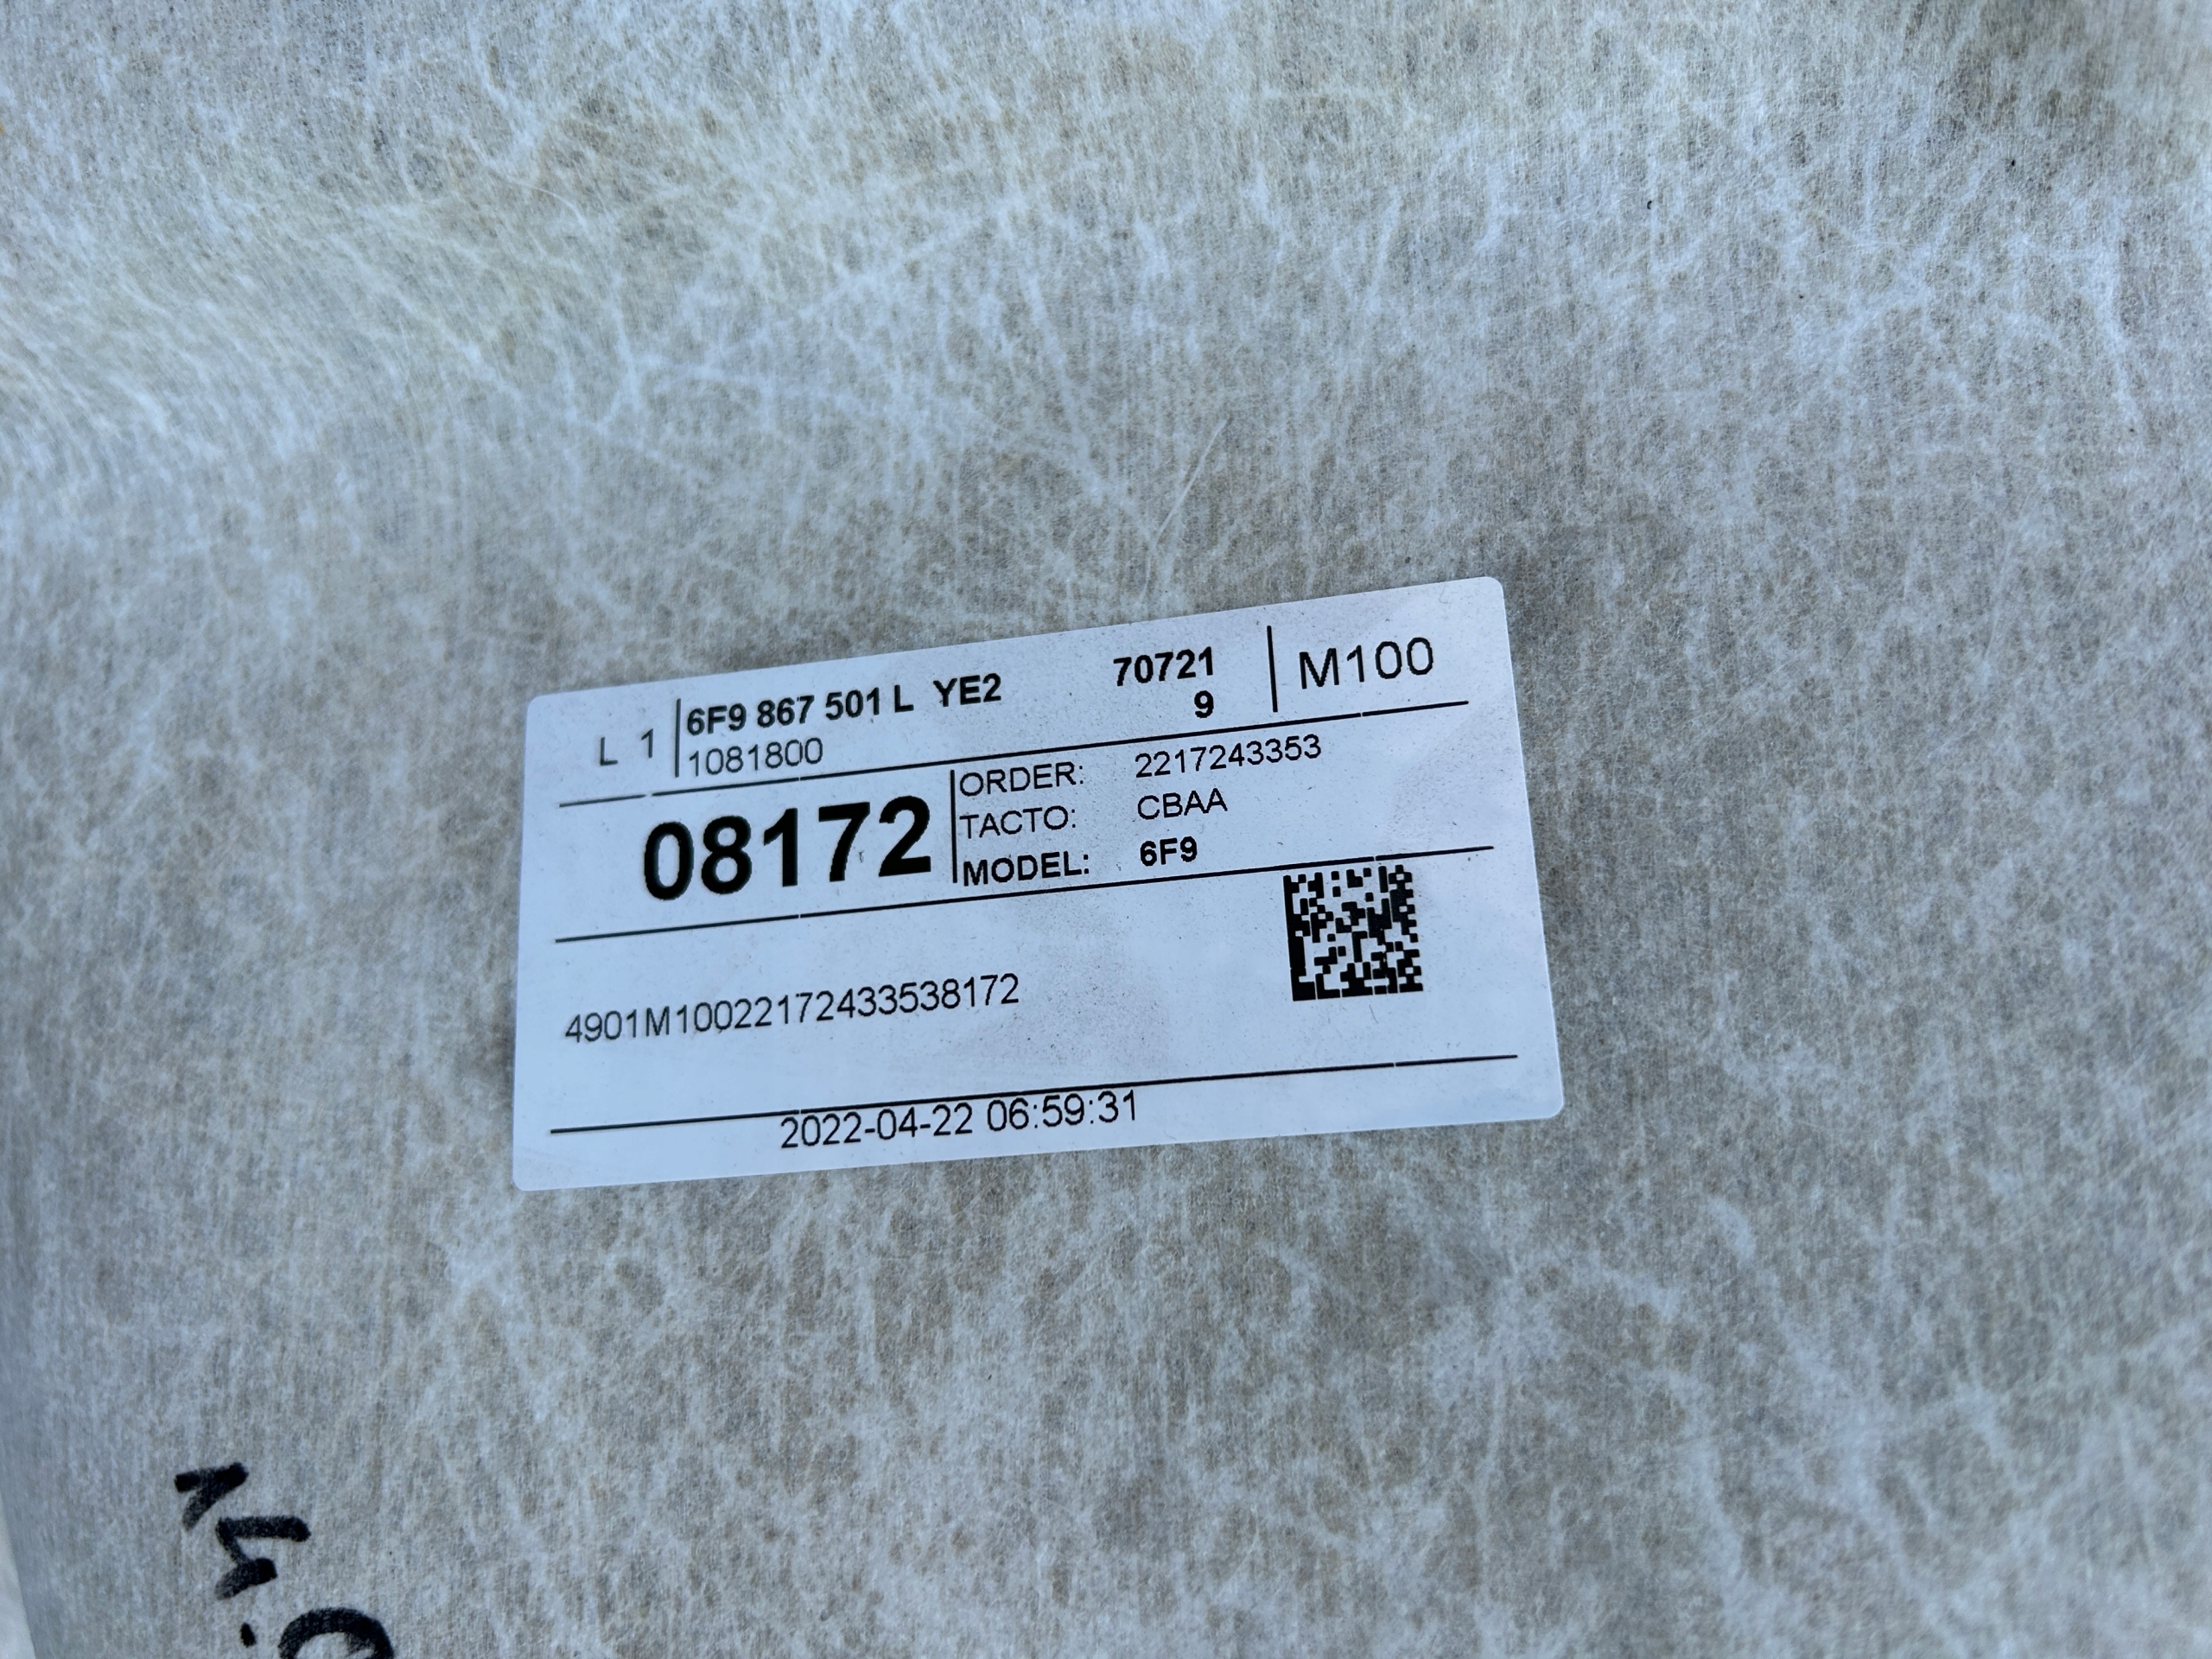 L 1 6F9 867 501 L YE2 70721 M100
1081800 9
08172
ORDER: 2217243353
TACTO: CBAA
MODEL: 6F9
4901M10022172433538172
2022-04-22 06:59:31